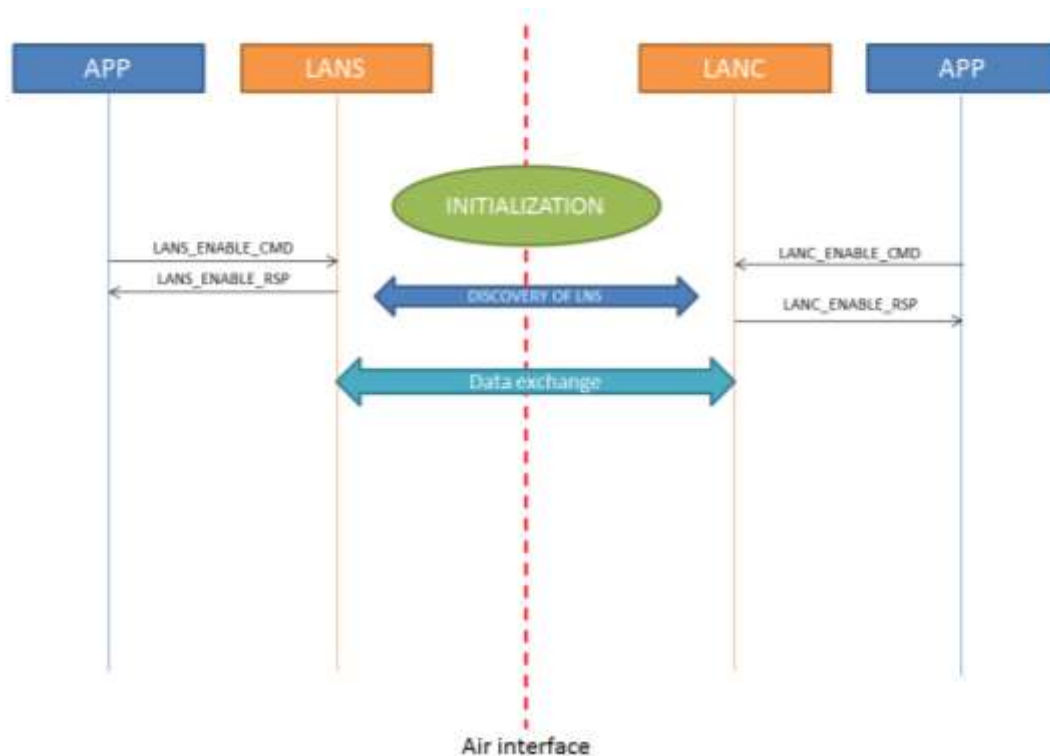 APP
LANS
LANC
APP
INITIALIZATION
LANS_ENABLE_CMD
LANC_ENABLE_CMD
LANS_ENABLE_RSP
DISCOVERY OF LNS
LANC_ENABLE_RSP
Data exchange
Air interface